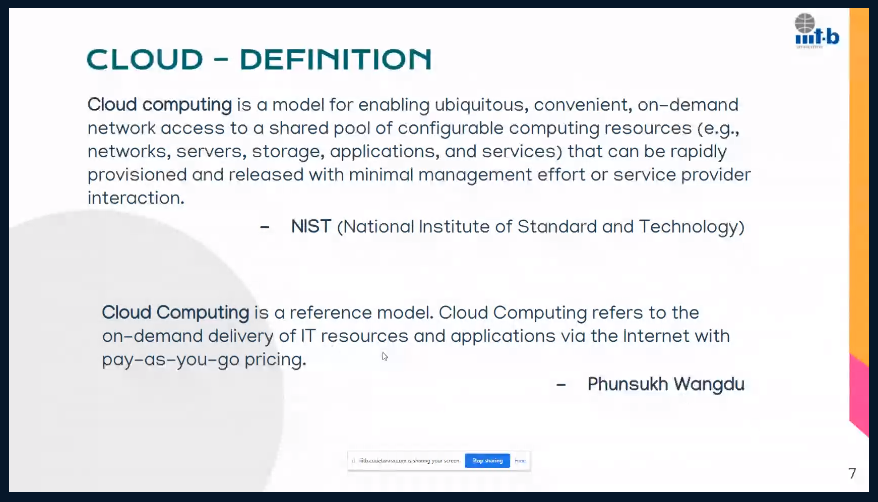 iiit-b
CLOUD – DEFINITION
Cloud computing is a model for enabling ubiquitous, convenient, on-demand
network access to a shared pool of configurable computing resources (e.g.,
networks, servers, storage, applications, and services) that can be rapidly
provisioned and released with minimal management effort or service provider
interaction.
– NIST (National Institute of Standard and Technology)
Cloud Computing is a reference model. Cloud Computing refers to the
on-demand delivery of IT resources and applications via the Internet with
pay-as-you-go pricing.
– Phunsukh Wangdu
is sharing your screen. Stop sharing Hide
7